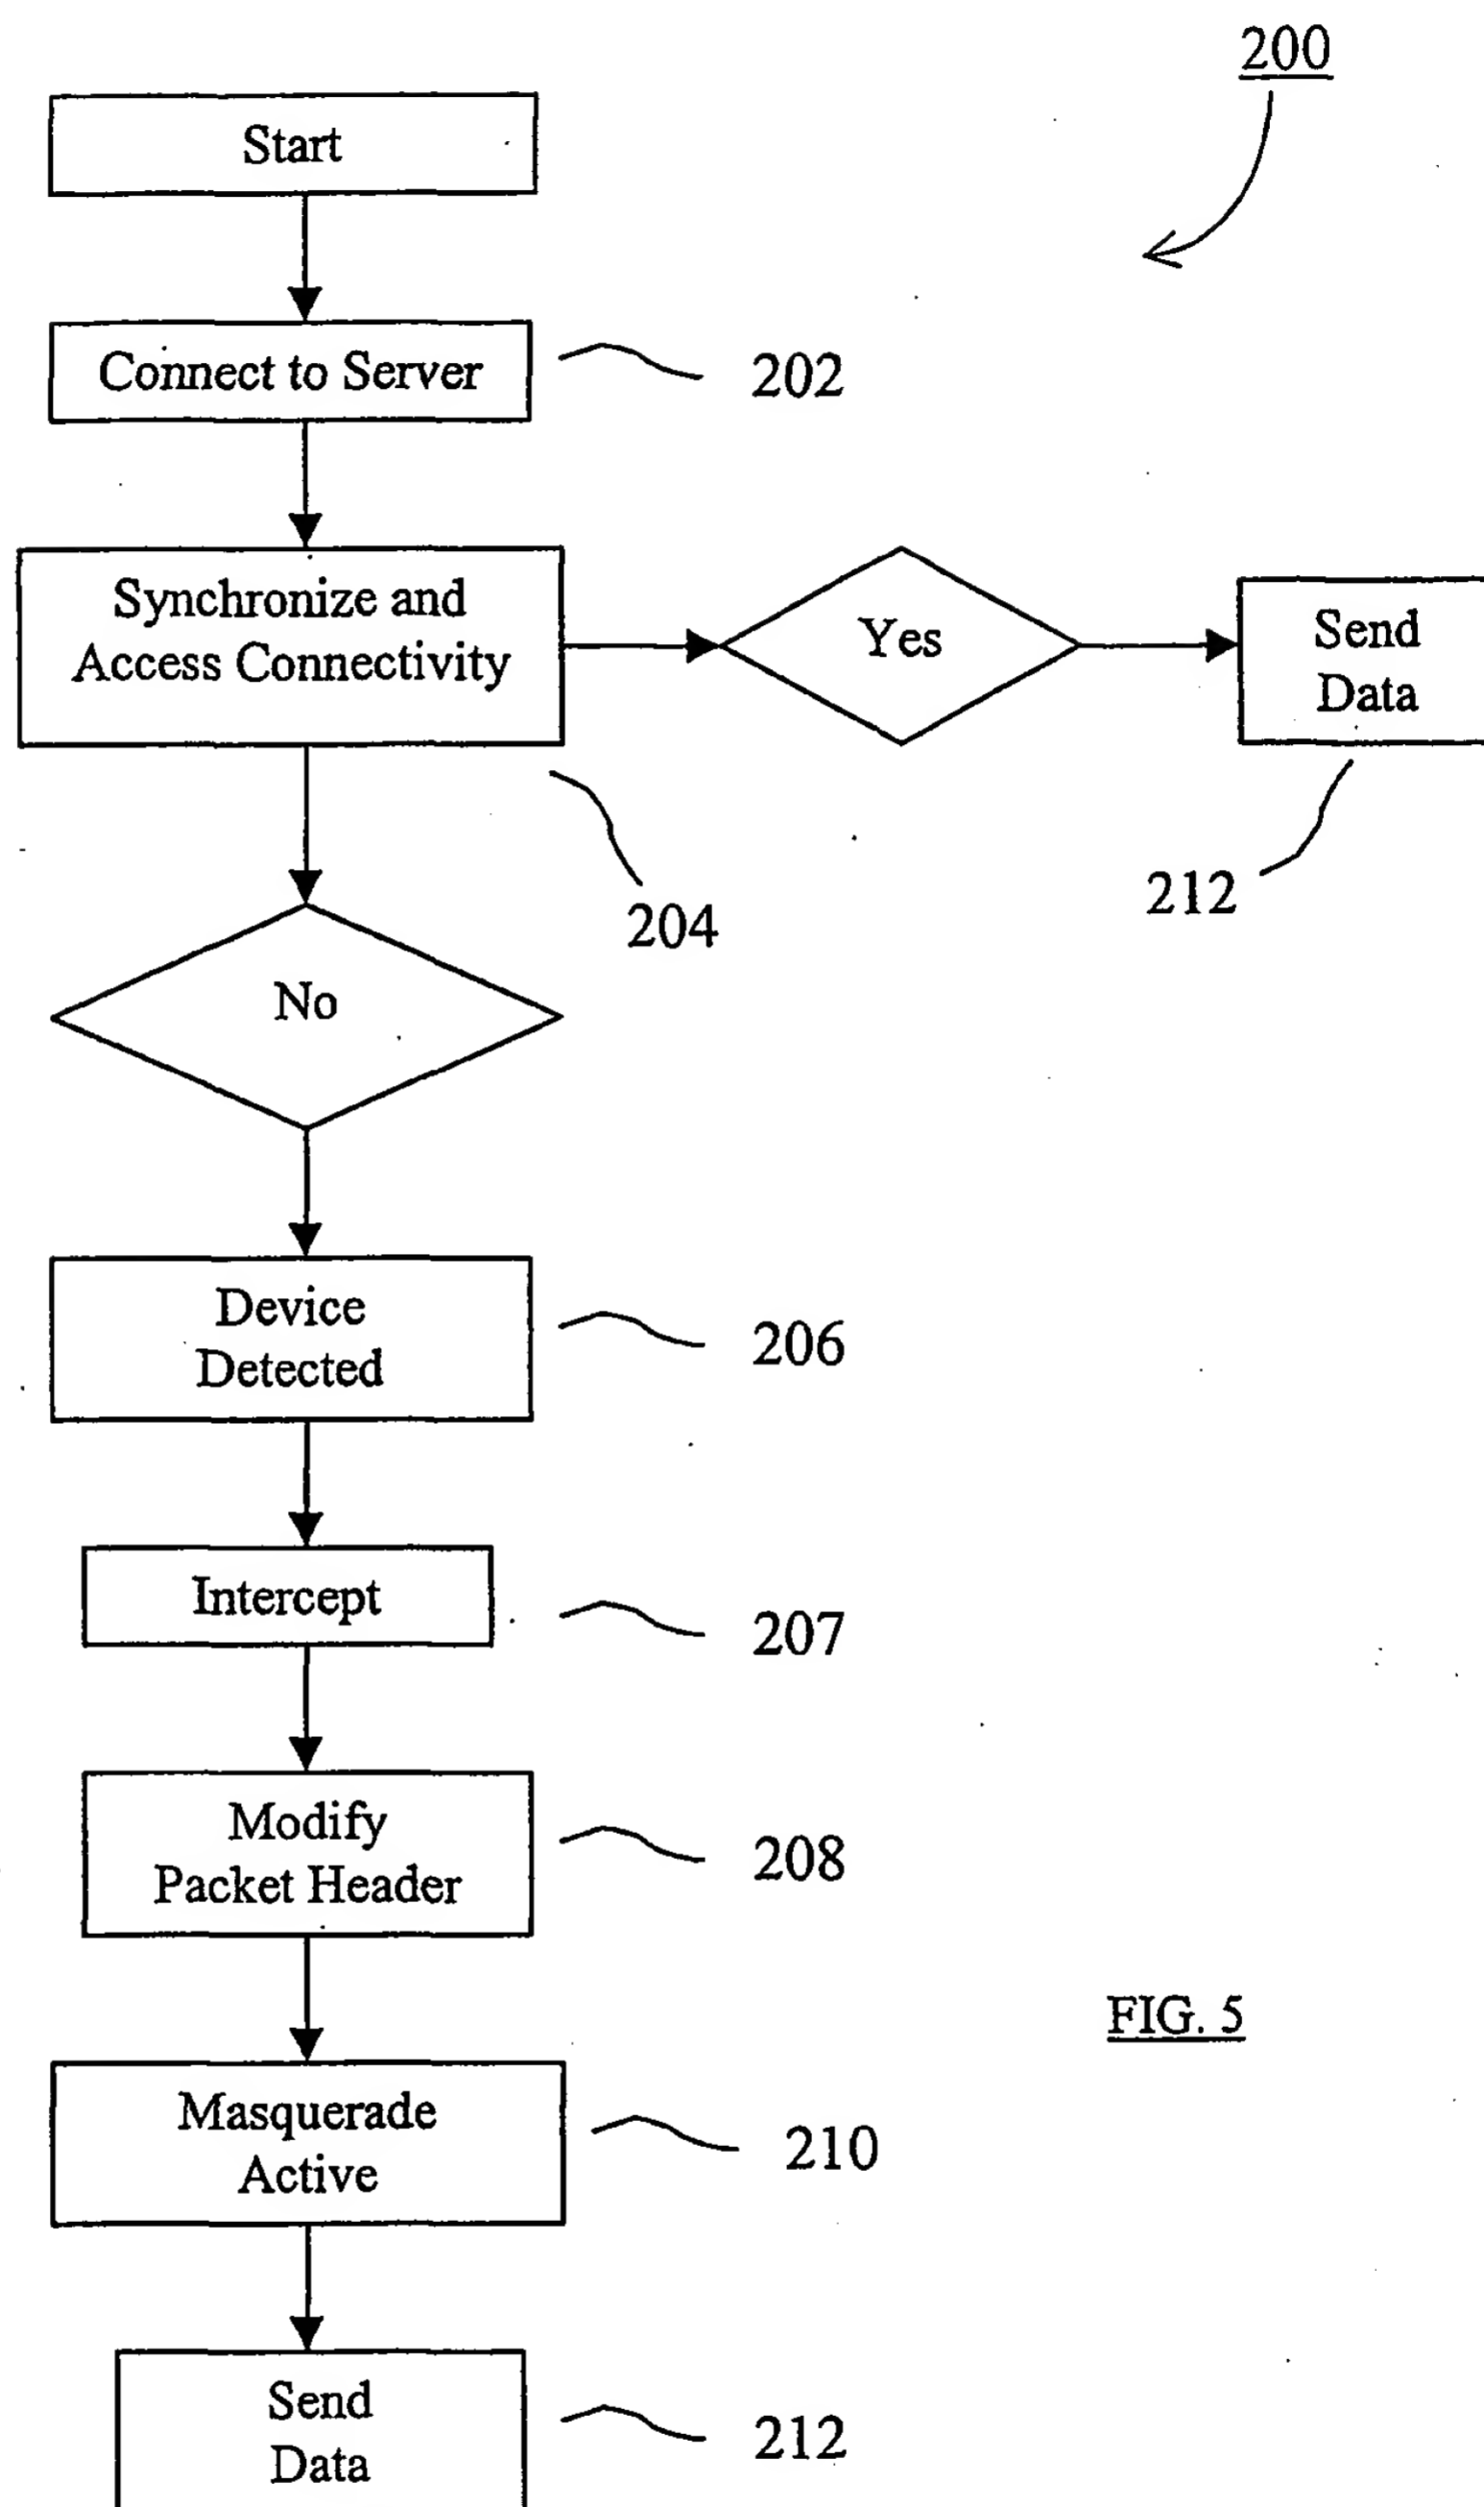 200
Start
Connect to Server
202
Synchronize and
Access Connectivity
Yes
Send
Data
204
212
No
Device
Detected
206
Intercept
207
Modify
Packet Header
208
FIG. 5
Masquerade
Active
210
Send
Data
212